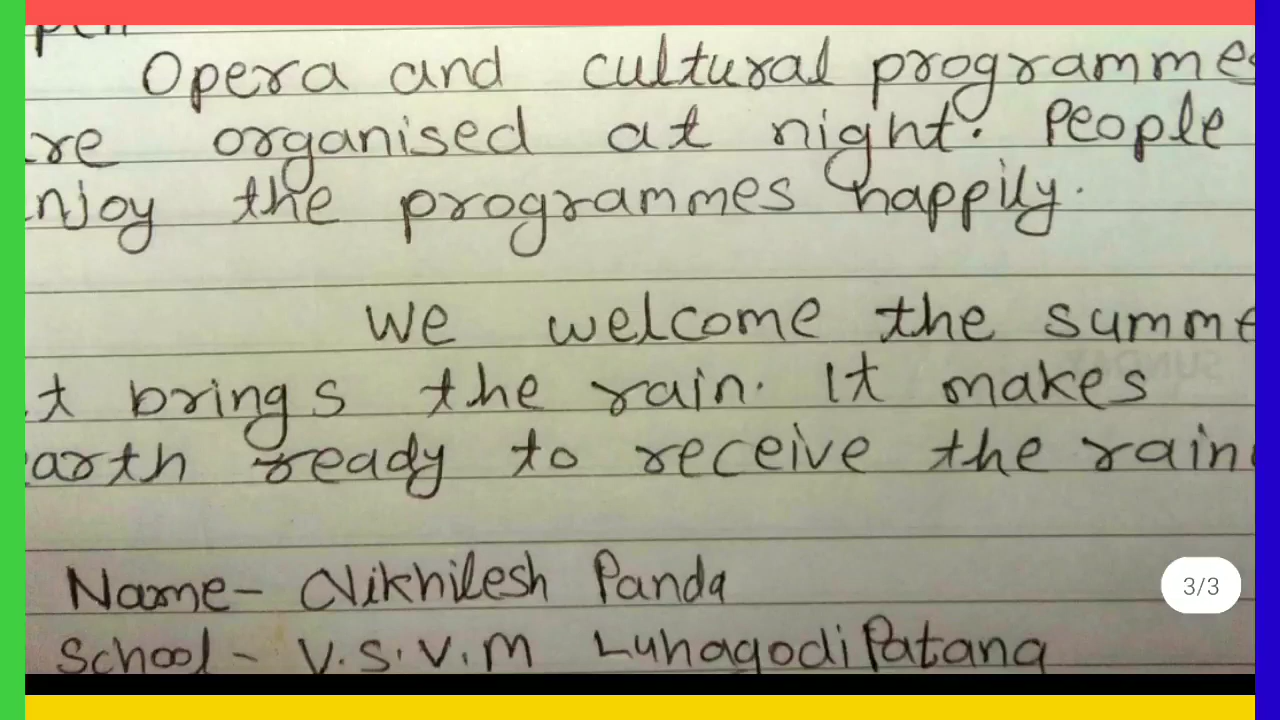 Opera and cultural programme
re organised at night. People
njoy the programmes happily.
We welcome the summe
t brings the rain. It makes
arth ready to receive the rain
Name- Nikhilesh Panda
School- V.S.V.M Luhagodi Patana
3/3